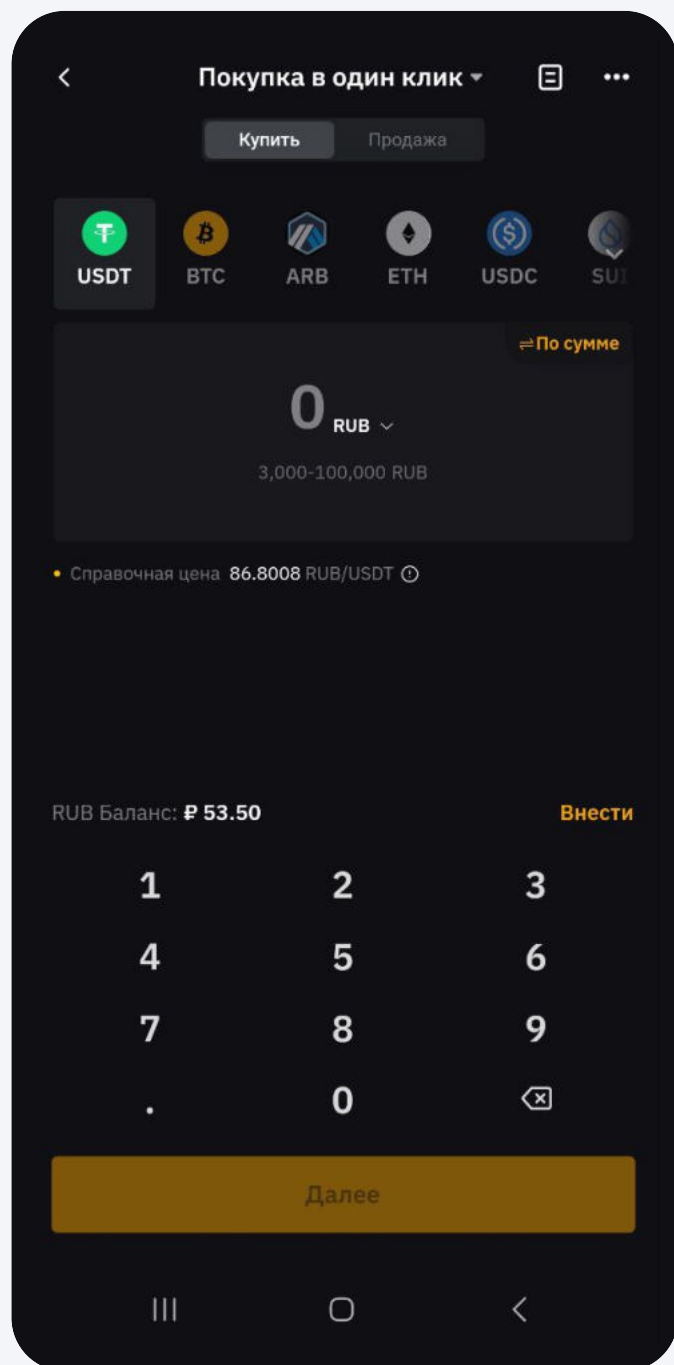 Покупка в один клик
Купить Продажа
USDT BTC ARB ETH USDC SUI
⇌По сумме
0 RUB
3,000-100,000 RUB
• Справочная цена 86.8008 RUB/USDT
RUB Баланс: ₽ 53.50 Внести
1 2 3
4 5 6
7 8 9
. 0
Далее